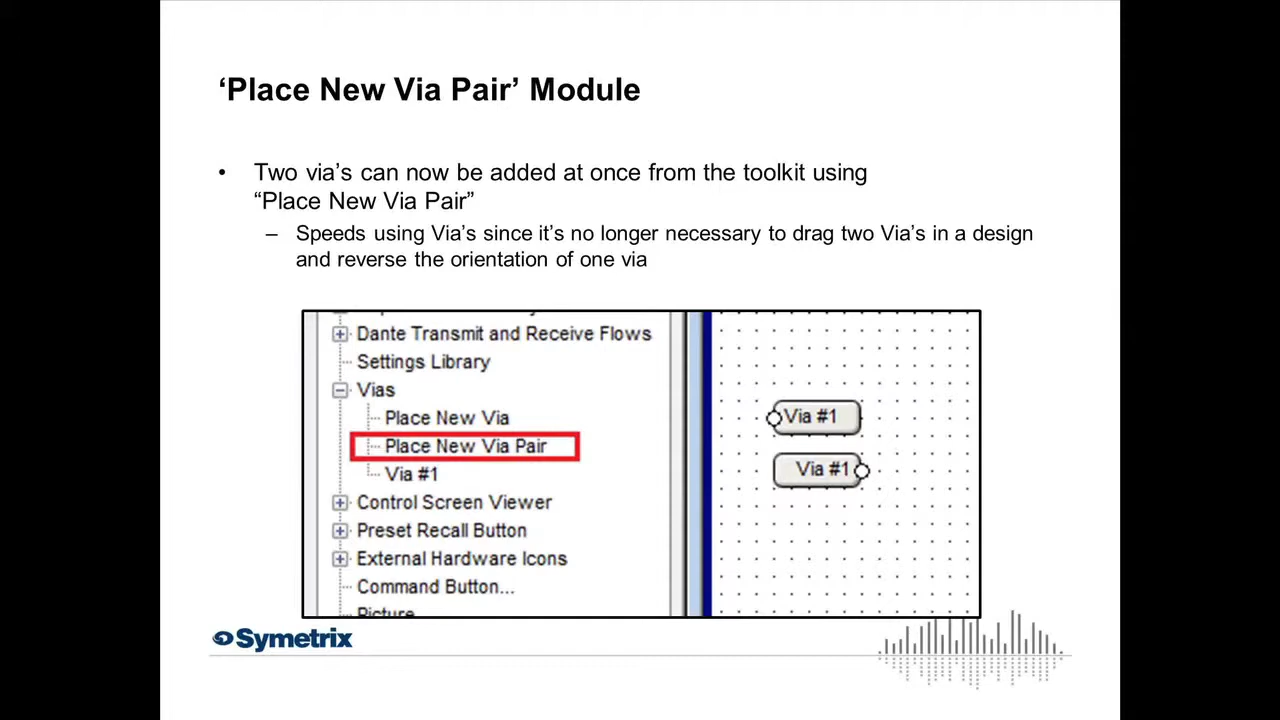 ‘Place New Via Pair’ Module
• Two via’s can now be added at once from the toolkit using
“Place New Via Pair”
– Speeds using Via’s since it’s no longer necessary to drag two Via’s in a design
and reverse the orientation of one via
Dante Transmit and Receive Flows
Settings Library
Vias
Place New Via
Place New Via Pair
Via #1
Control Screen Viewer
Preset Recall Button
External Hardware Icons
Command Button...
Picture
Via #1
Via #1
Symetrix